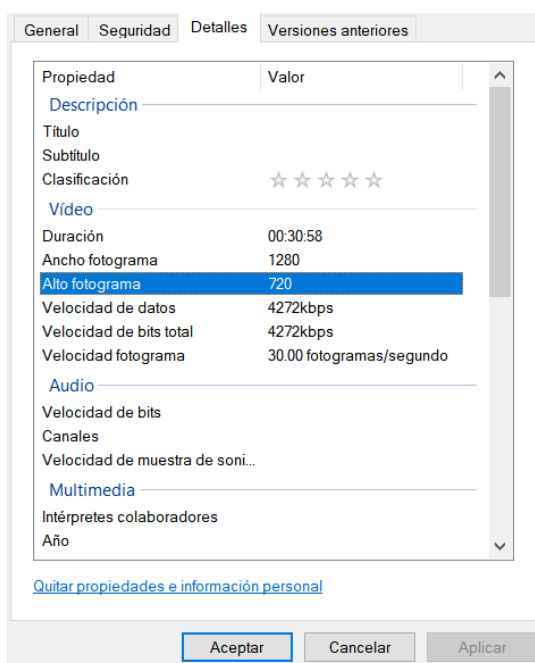 General Seguridad Detalles Versiones anteriores
Propiedad Valor
Descripción
Título
Subtítulo
Clasificación
Vídeo
Duración 00:30:58
Ancho fotograma 1280
Alto fotograma 720
Velocidad de datos 4272kbps
Velocidad de bits total 4272kbps
Velocidad fotograma 30.00 fotogramas/segundo
Audio
Velocidad de bits
Canales
Velocidad de muestra de soni...
Multimedia
Intérpretes colaboradores
Año
Quitar propiedades e información personal
Aceptar Cancelar Aplicar